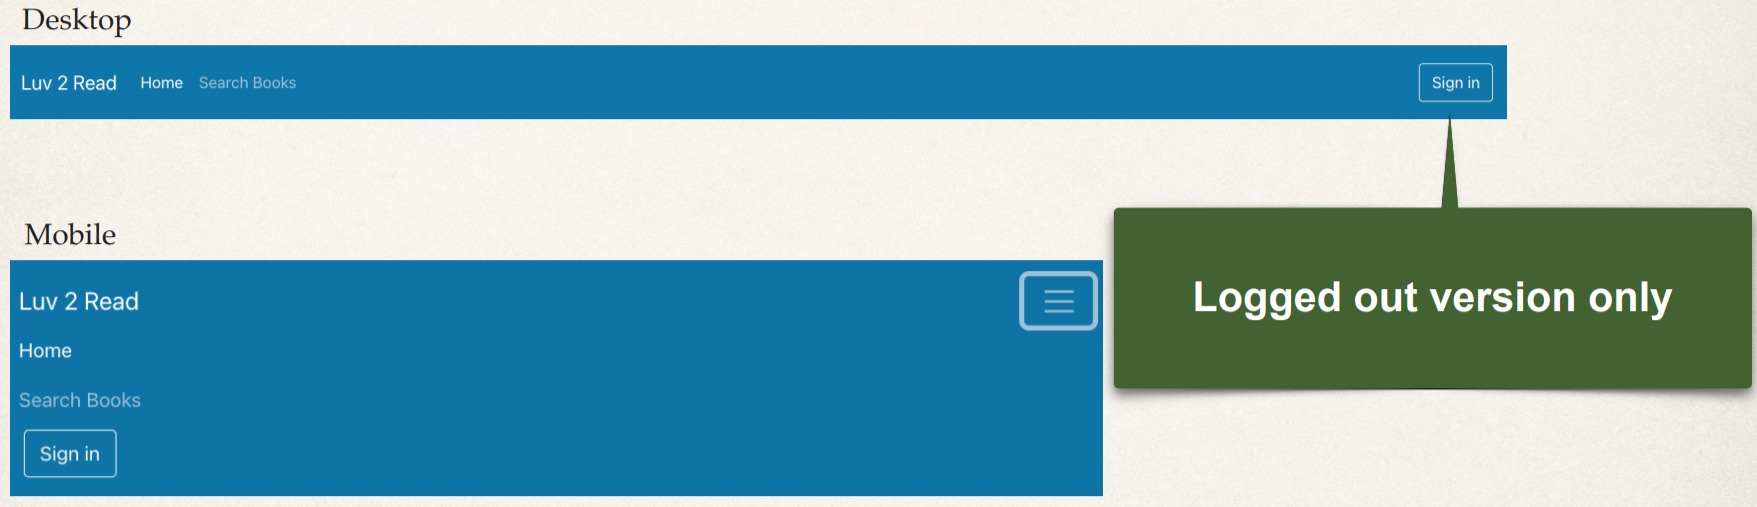 Desktop
Luv 2 Read Home Search Books Sign in
Mobile
Luv 2 Read
Home
Search Books
Sign in
Logged out version only